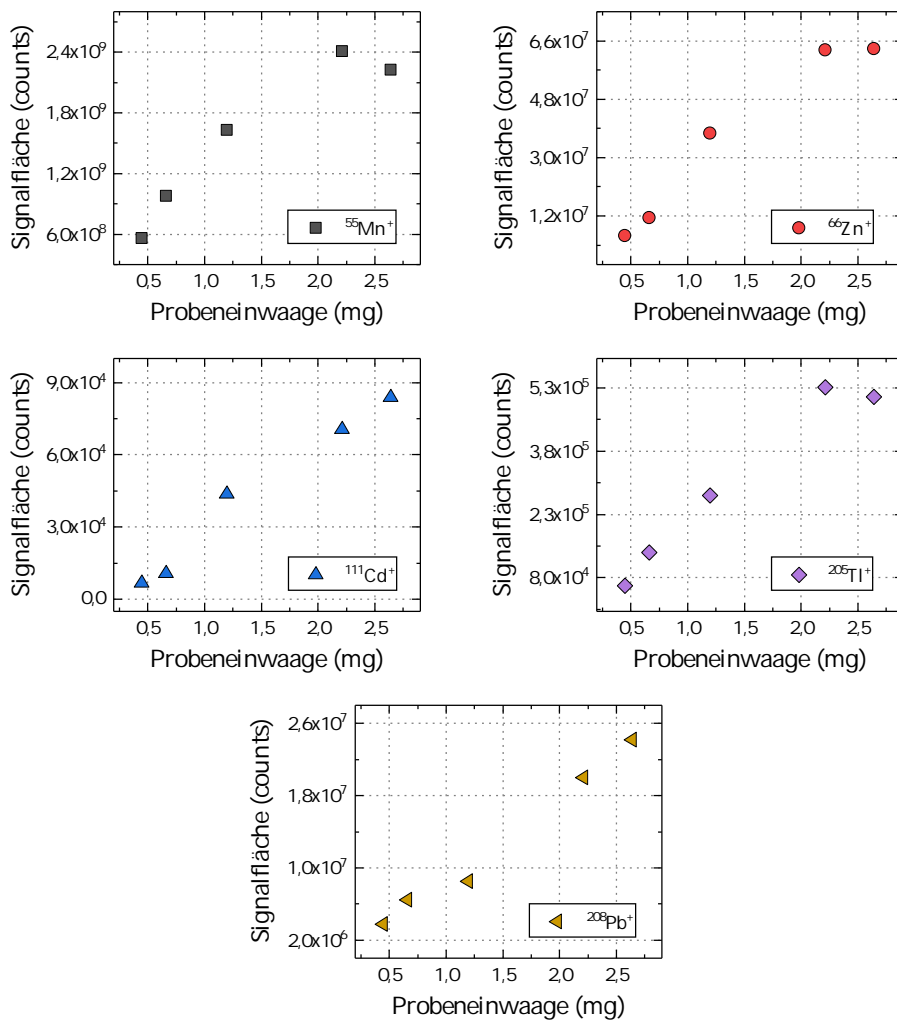 Signalfläche (counts)
2,4x10⁹
1,8x10⁹
1,2x10⁹
6,0x10⁸
⁵⁵Mn⁺
0,5 1,0 1,5 2,0 2,5
Probeneinwaage (mg)
Signalfläche (counts)
6,6x10⁷
4,8x10⁷
3,0x10⁷
1,2x10⁷
⁶⁶Zn⁺
0,5 1,0 1,5 2,0 2,5
Probeneinwaage (mg)
Signalfläche (counts)
9,0x10⁴
6,0x10⁴
3,0x10⁴
0,0
¹¹¹Cd⁺
0,5 1,0 1,5 2,0 2,5
Probeneinwaage (mg)
Signalfläche (counts)
5,3x10⁵
3,8x10⁵
2,3x10⁵
8,0x10⁴
²⁰⁵Tl⁺
0,5 1,0 1,5 2,0 2,5
Probeneinwaage (mg)
Signalfläche (counts)
2,6x10⁷
1,8x10⁷
1,0x10⁷
2,0x10⁶
²⁰⁸Pb⁺
0,5 1,0 1,5 2,0 2,5
Probeneinwaage (mg)